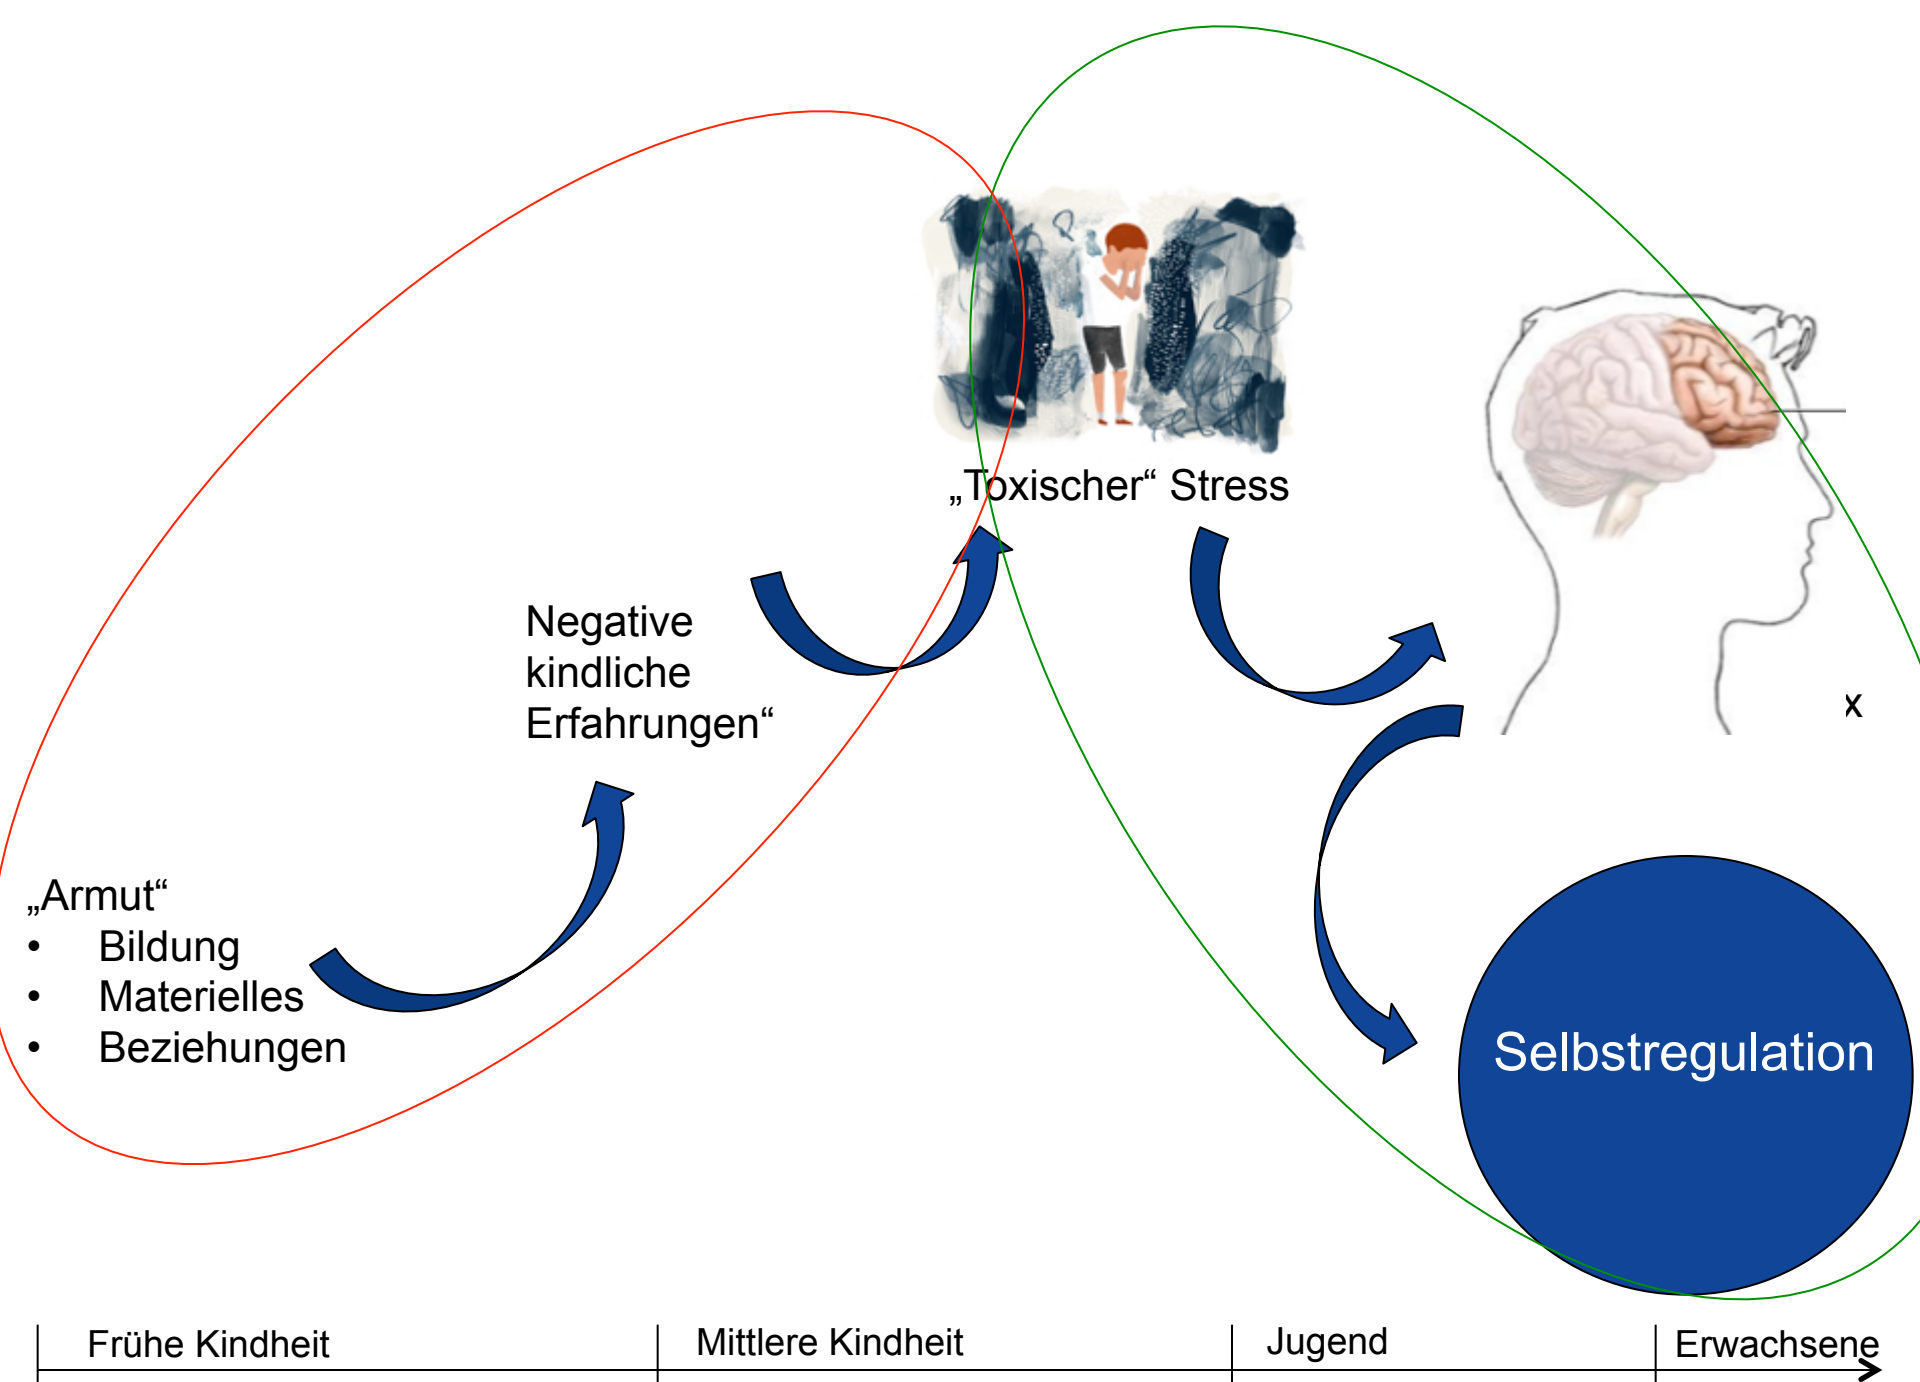 „Toxischer“ Stress
Negative
kindliche
Erfahrungen“
x
„Armut“
• Bildung
• Materielles
• Beziehungen
Selbstregulation
Frühe Kindheit
Mittlere Kindheit
Jugend
Erwachsene